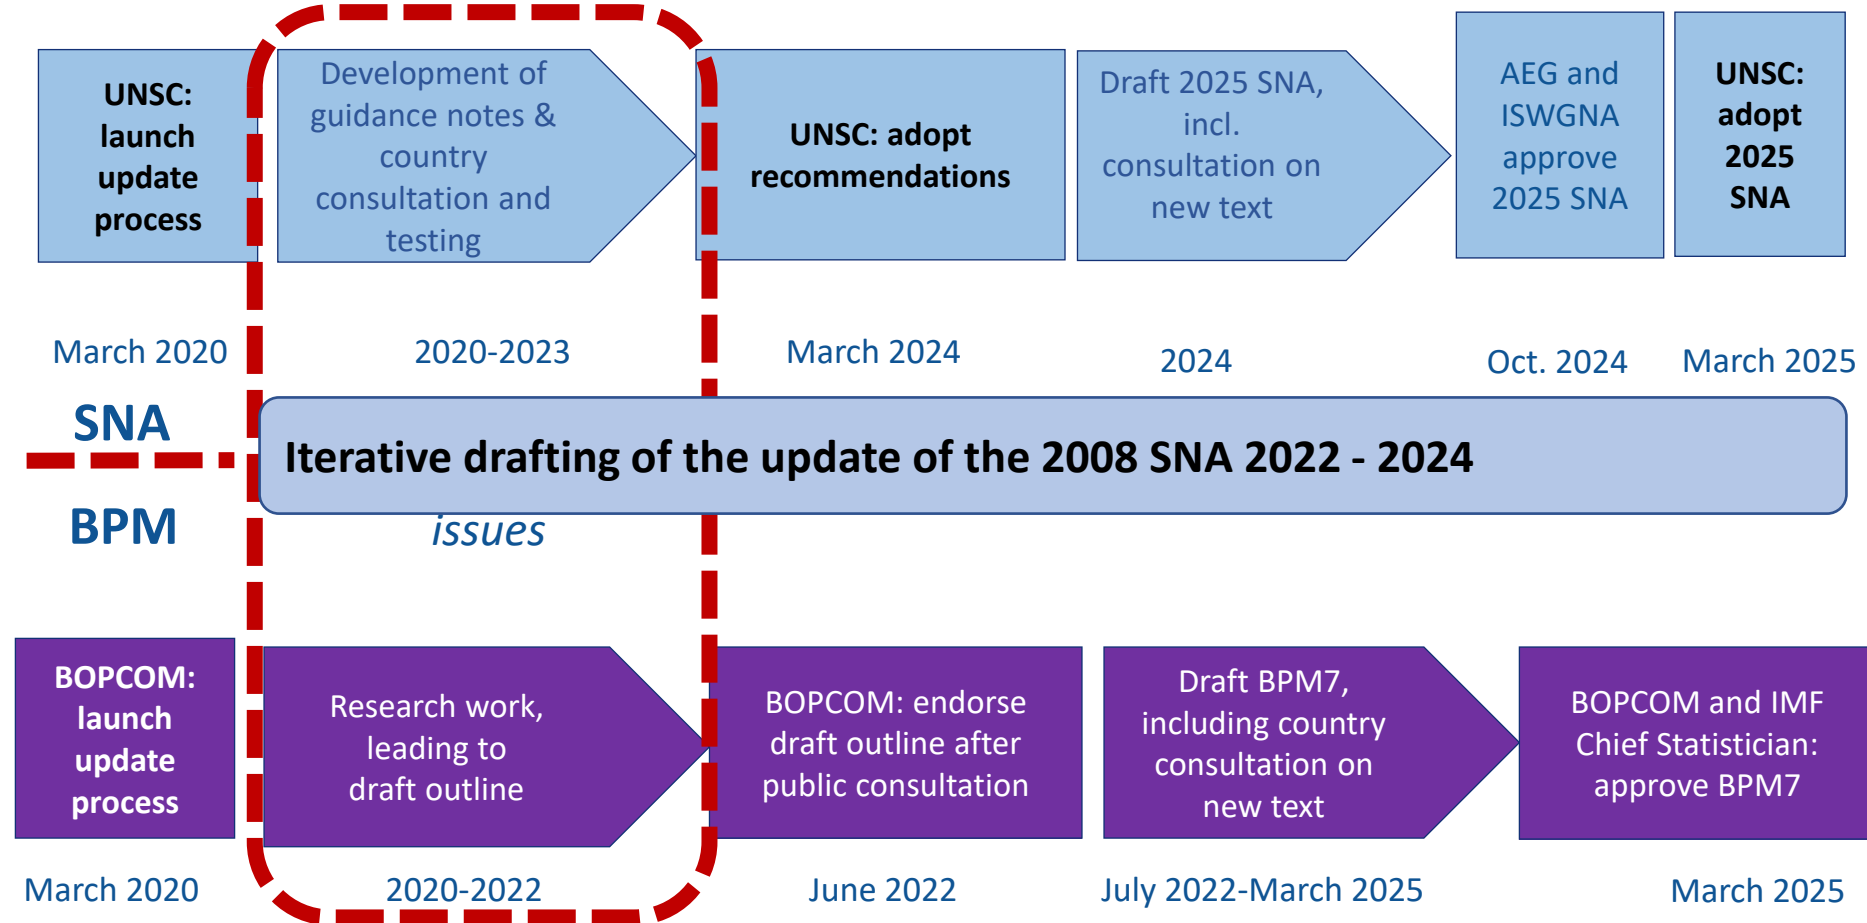 UNSC:
launch
update
process
Development of
guidance notes &
country
consultation and
testing
UNSC: adopt
recommendations
Draft 2025 SNA,
incl.
consultation on
new text
AEG and
ISWGNA
approve
2025 SNA
UNSC:
adopt
2025
SNA
March 2020
2020-2023
March 2024
2024
Oct. 2024
March 2025
SNA
Iterative drafting of the update of the 2008 SNA 2022 - 2024
BPM
issues
BOPCOM:
launch
update
process
Research work,
leading to
draft outline
BOPCOM: endorse
draft outline after
public consultation
Draft BPM7,
including country
consultation on
new text
BOPCOM and IMF
Chief Statistician:
approve BPM7
March 2020
2020-2022
June 2022
July 2022-March 2025
March 2025